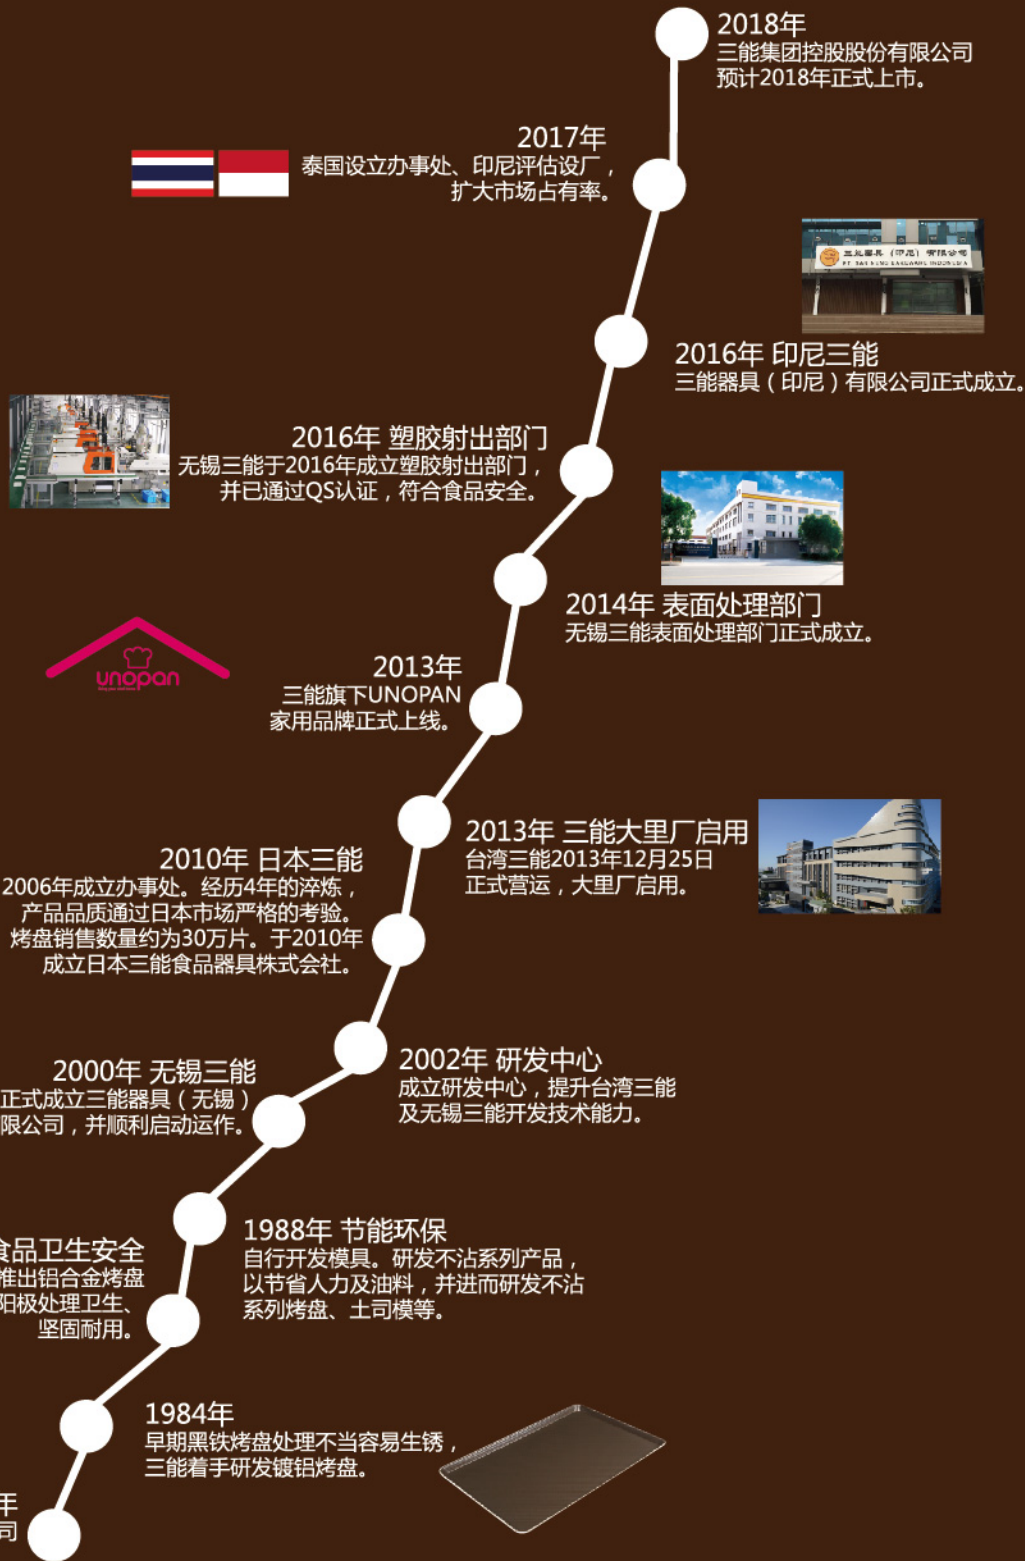 2018年
三能集团控股股份有限公司
预计2018年正式上市。
2017年
泰国设立办事处、印尼评估设厂，
扩大市场占有率。
三能器具（印尼）有限公司
PT. SAN NENG BAKEWARE INDONESIA
2016年 印尼三能
三能器具（印尼）有限公司正式成立。
2016年 塑胶射出部门
无锡三能于2016年成立塑胶射出部门，
并已通过QS认证，符合食品安全。
2014年 表面处理部门
无锡三能表面处理部门正式成立。
unopan
2013年
三能旗下UNOPAN
家用品牌正式上线。
2013年 三能大里厂启用
台湾三能2013年12月25日
正式营运，大里厂启用。
2010年 日本三能
2006年成立办事处。经历4年的淬炼，
产品品质通过日本市场严格的考验。
烤盘销售数量约为30万片。于2010年
成立日本三能食品器具株式会社。
2002年 研发中心
成立研发中心，提升台湾三能
及无锡三能开发技术能力。
2000年 无锡三能
正式成立三能器具（无锡）
限公司，并顺利启动运作。
1988年 节能环保
自行开发模具。研发不沾系列产品，
以节省人力及油料，并进而研发不沾
系列烤盘、土司模等。
食品卫生安全
推出铝合金烤盘
阳极处理卫生、
坚固耐用。
1984年
早期黑铁烤盘处理不当容易生锈，
三能着手研发镀铝烤盘。
年
司